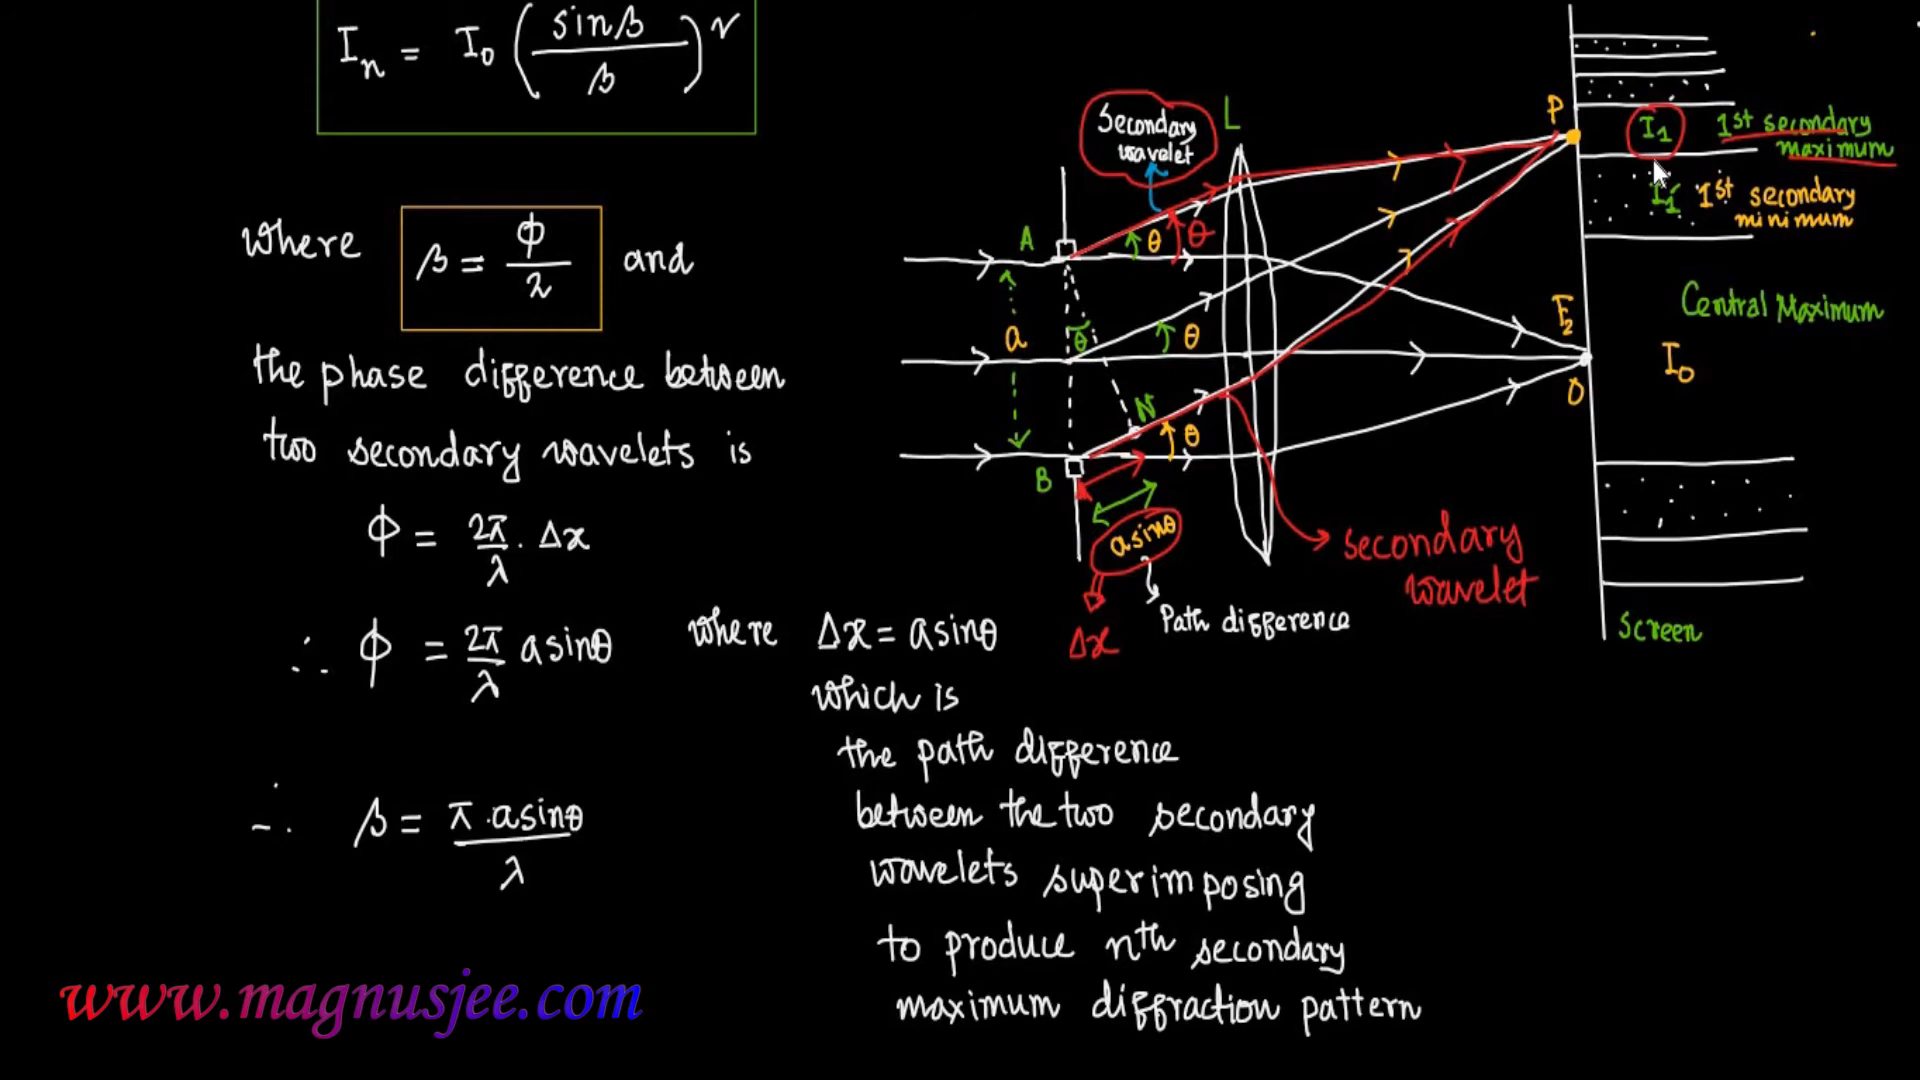 Iₙ = I₀ (sinβ / β)²
where β = φ/2 and
the phase difference between
two secondary wavelets is
φ = 2π/λ . Δx
∴ φ = 2π/λ asinθ where Δx = asinθ
which is
the path difference
between the two secondary
wavelets superimposing
to produce nth secondary
maximum diffraction pattern
∴ β = π.asinθ / λ
www.magnusjee.com
Secondary
wavelet
L
P
I₁ 1st secondary
maximum
I₁' 1st secondary
minimum
A
θ θ
a
θ
θ
F₂
Central Maximum
I₀
O
N
θ
B
asinθ
Δx
Path difference
secondary
wavelet
Screen